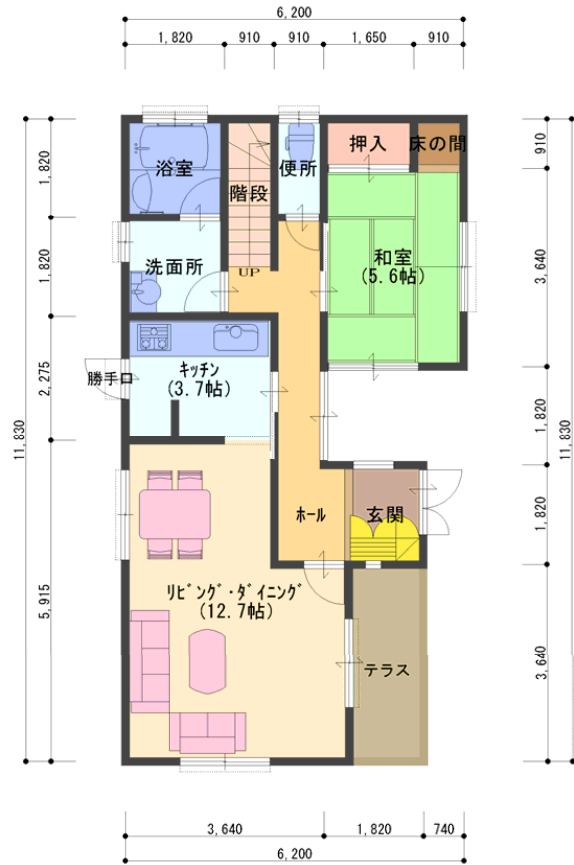 6,200
1,820 910 910 1,650 910
浴室
階段
便所
押入
床の間
洗面所
UP
和室
(5.6帖)
キッチン
(3.7帖)
勝手口
ホール
玄関
リビング・ダイニング
(12.7帖)
テラス
11,830
1,820
1,820
2,275
5,915
910
3,640
1,820
1,820
3,640
11,830
3,640 1,820 740
6,200